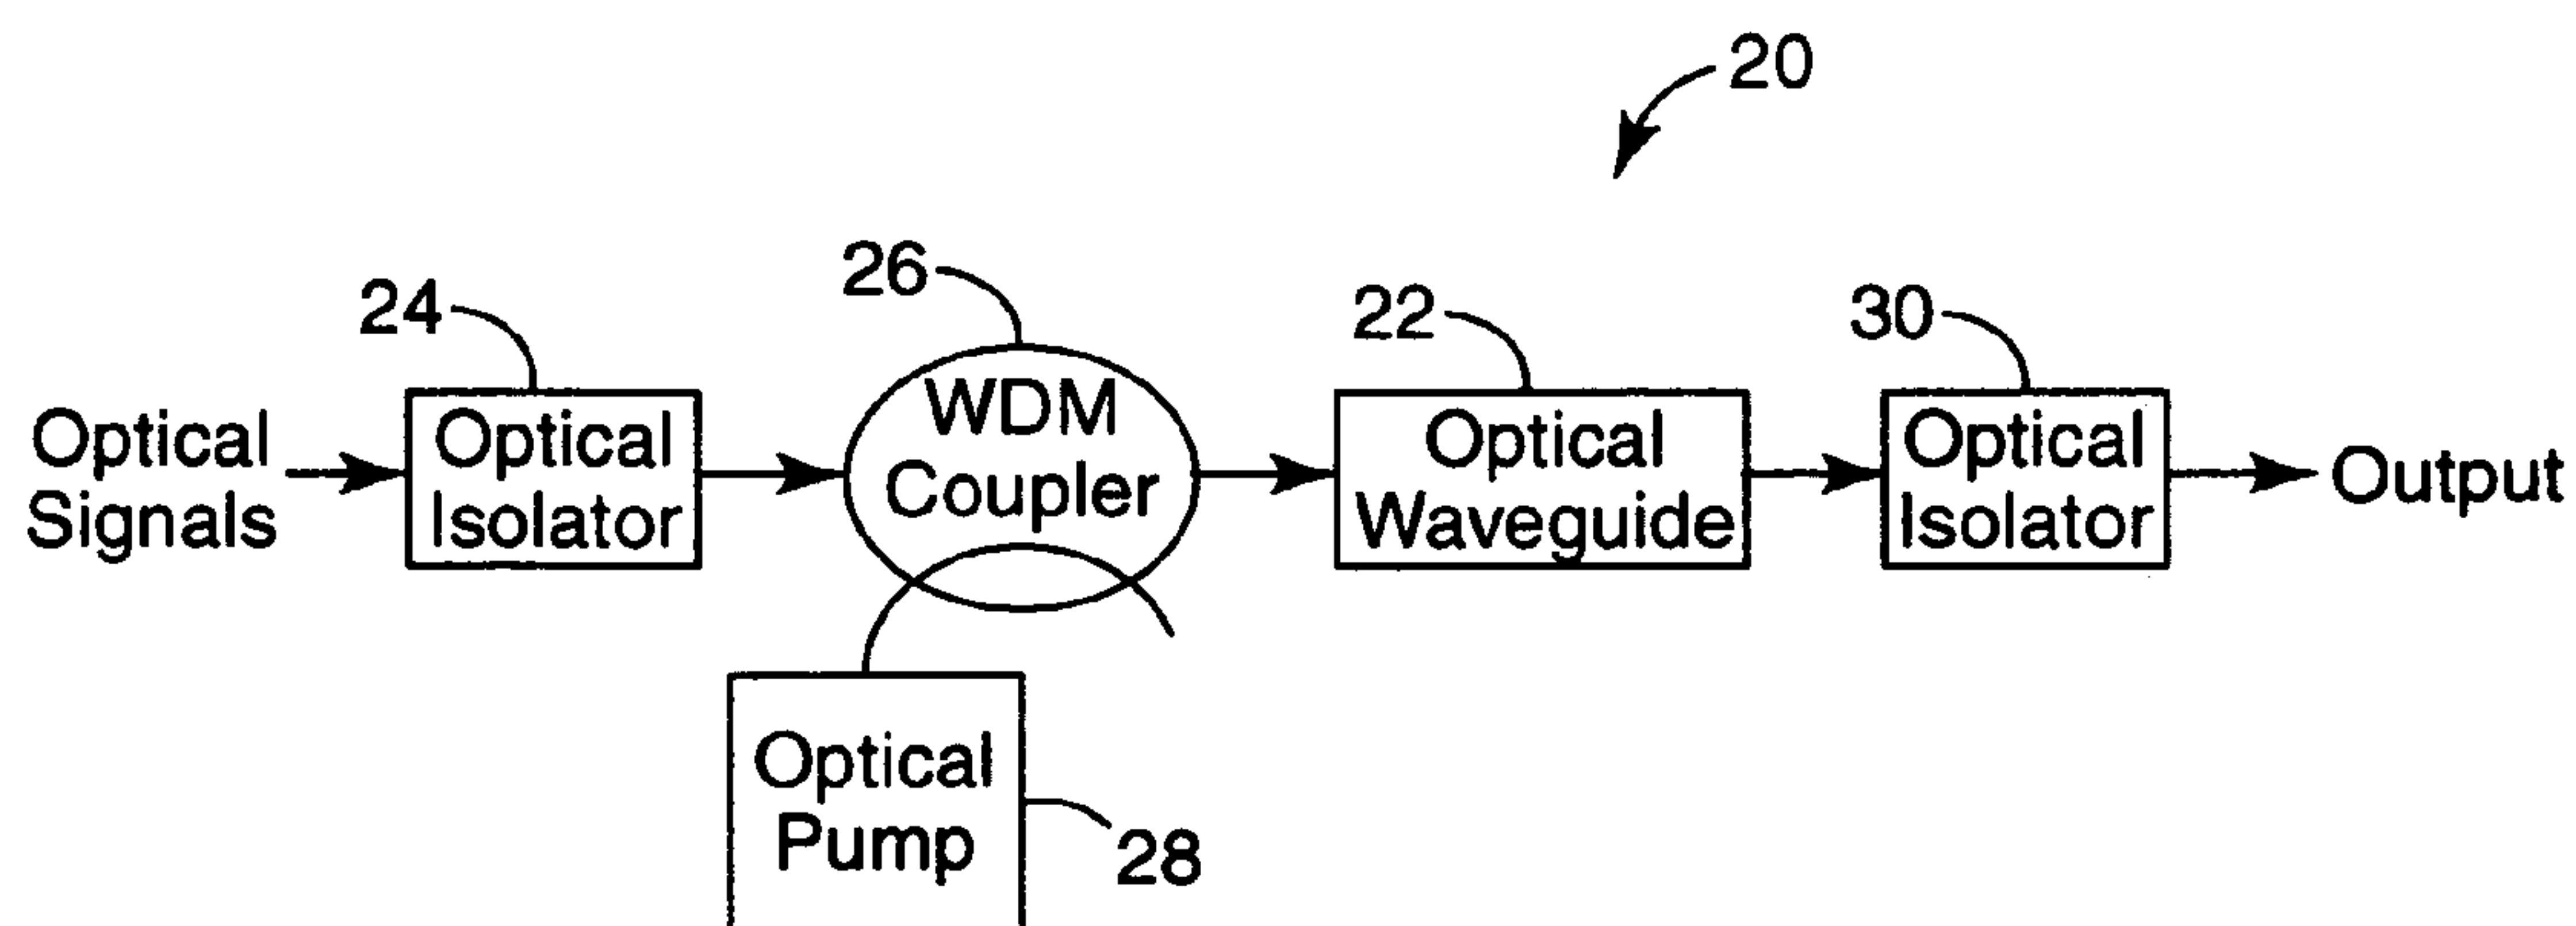 20
26
24
22
30
Optical
Signals
Optical
Isolator
WDM
Coupler
Optical
Waveguide
Optical
Isolator
Output
Optical
Pump
28